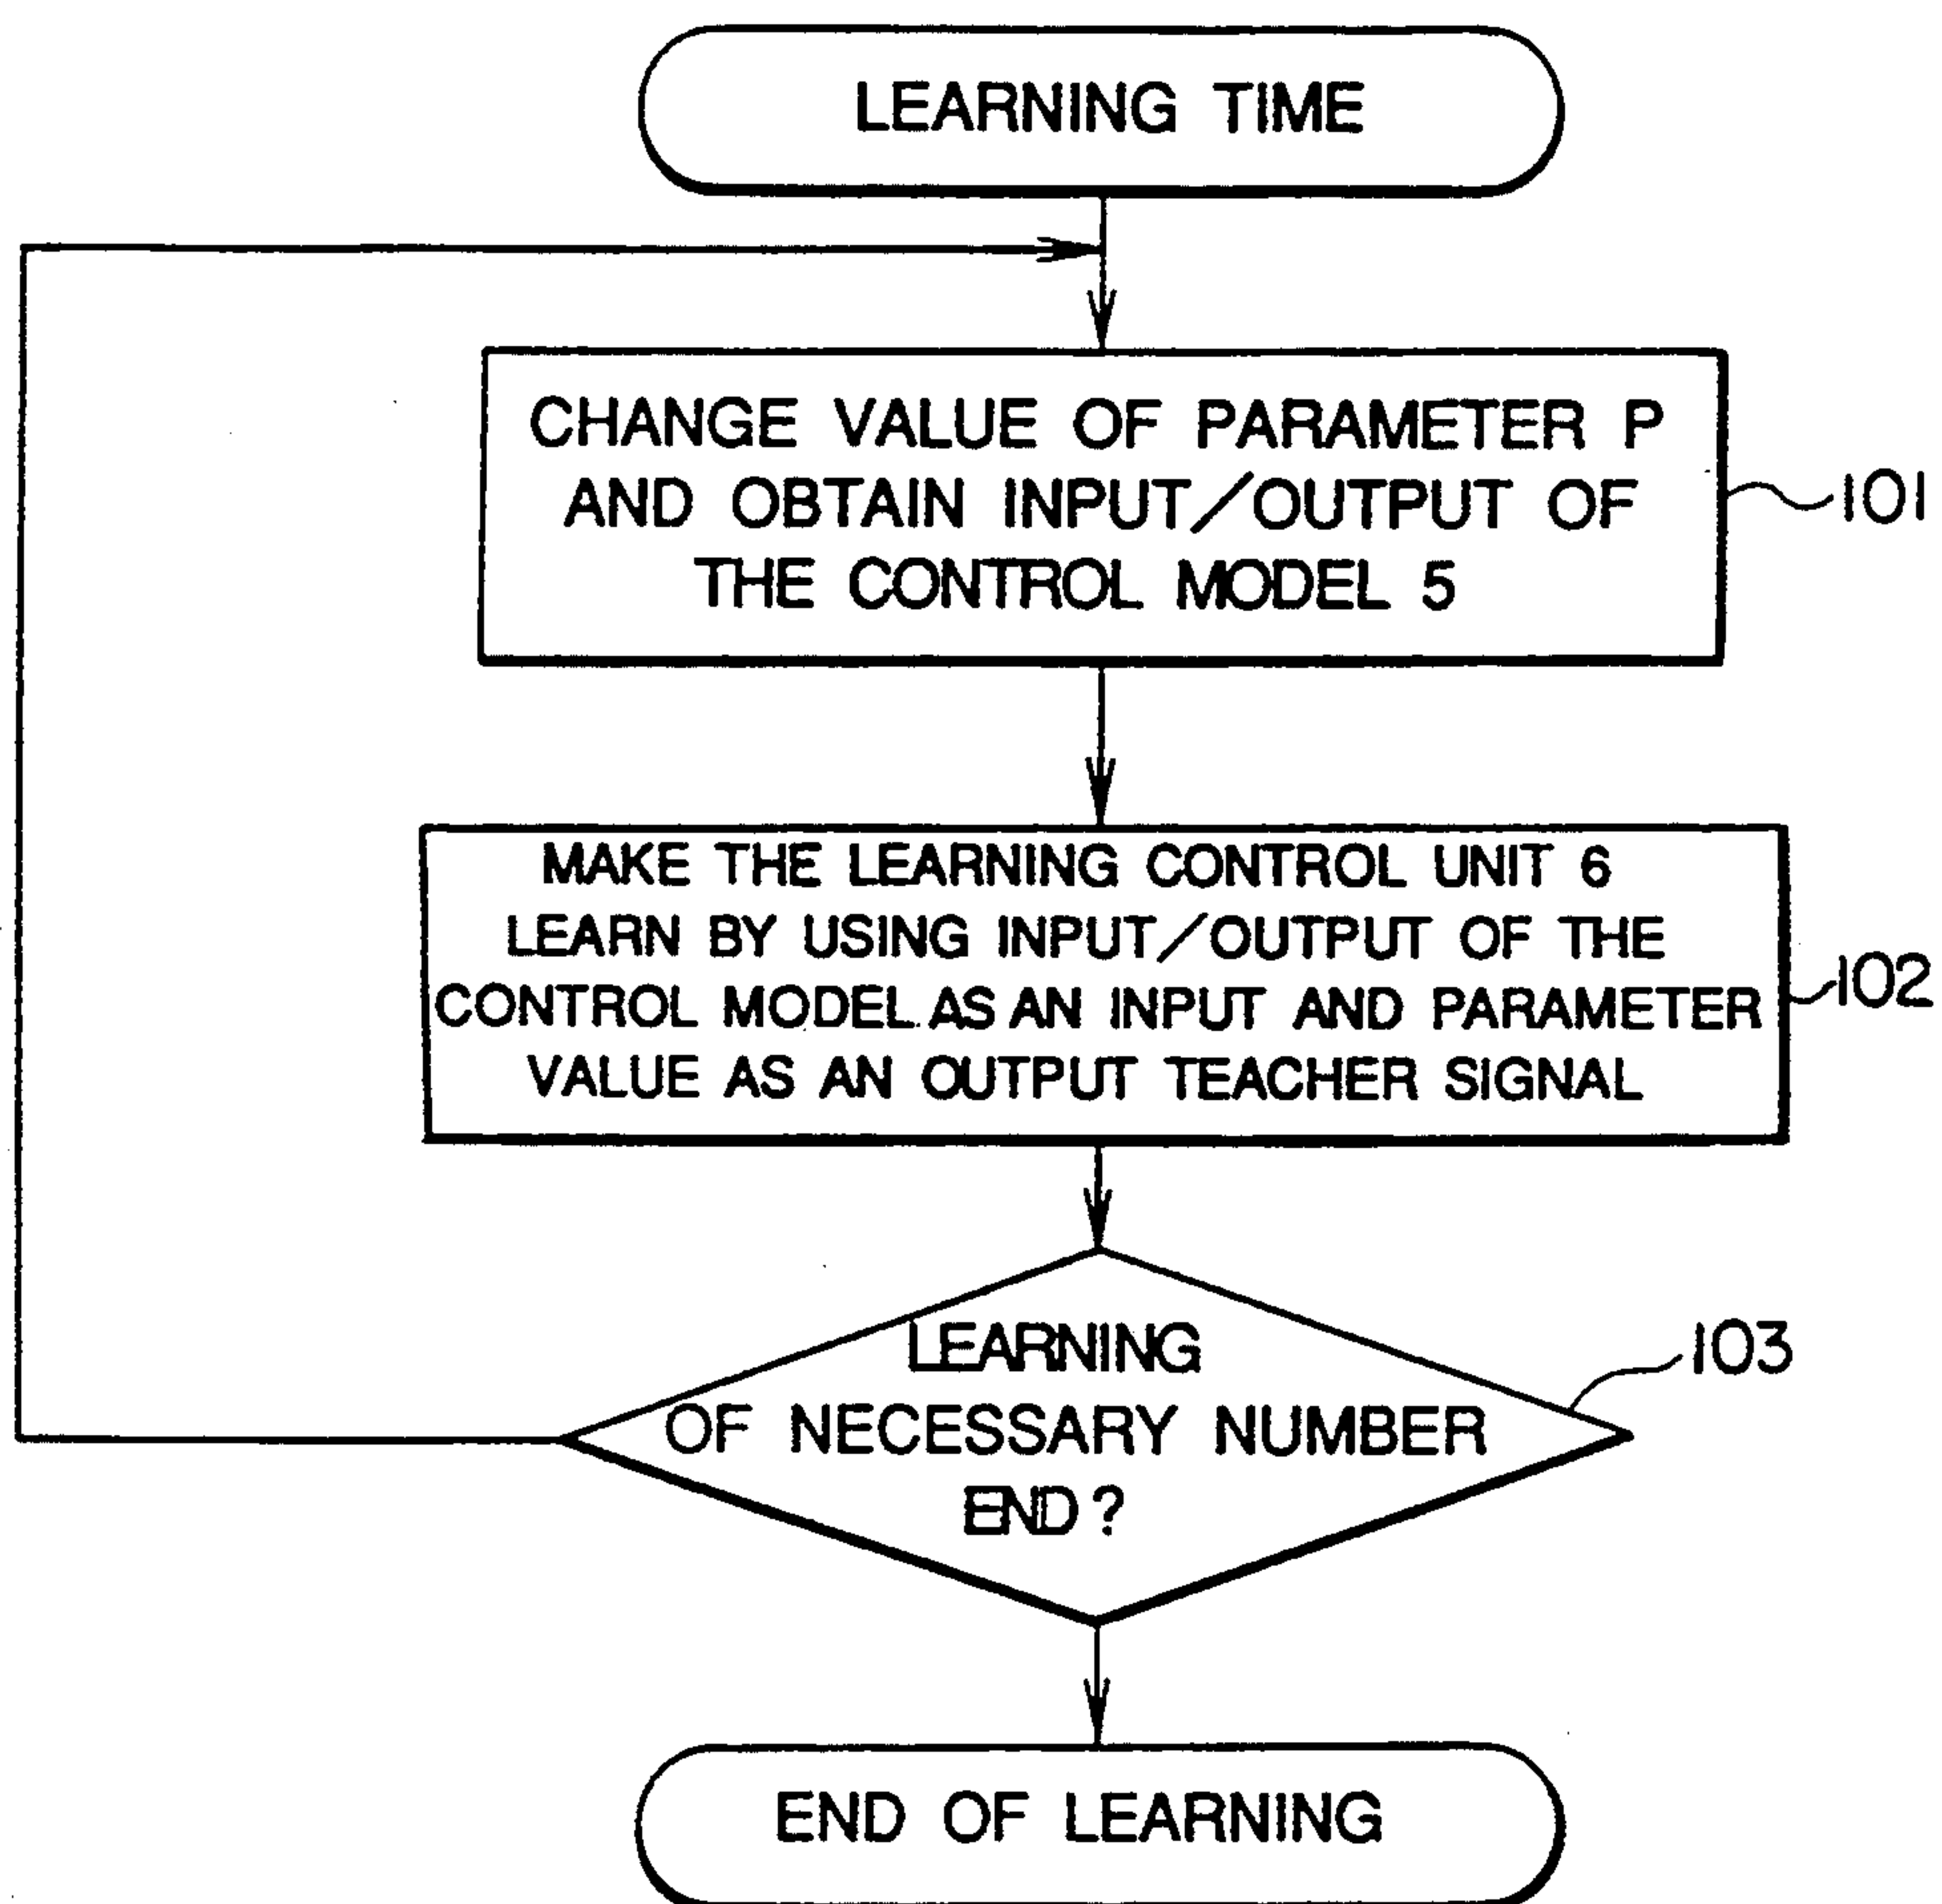 LEARNING TIME
CHANGE VALUE OF PARAMETER P
AND OBTAIN INPUT/OUTPUT OF
THE CONTROL MODEL 5
101
MAKE THE LEARNING CONTROL UNIT 6
LEARN BY USING INPUT/OUTPUT OF THE
CONTROL MODEL AS AN INPUT AND PARAMETER
VALUE AS AN OUTPUT TEACHER SIGNAL
102
LEARNING
OF NECESSARY NUMBER
END?
103
END OF LEARNING